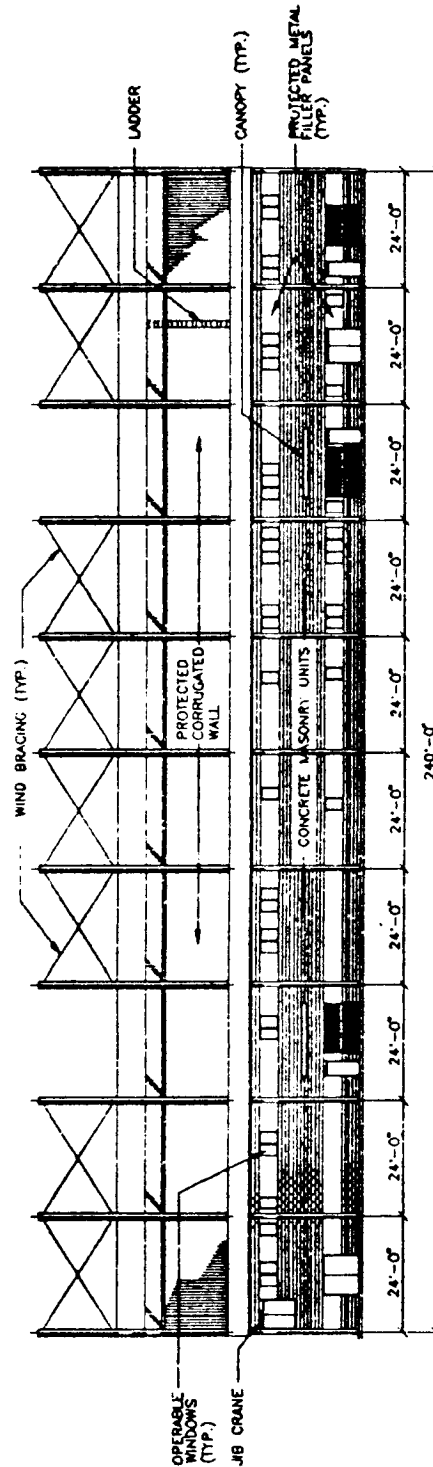 WIND BRACING (TYP.)
LADDER
PROTECTED
CORRUGATED
WALL
CANOPY (TYP.)
OPERABLE
WINDOWS
(TYP.)
JIB CRANE
CONCRETE MASONRY UNITS
PROTECTED METAL
FILLER PANELS
(TYP.)
24'-0"
24'-0"
24'-0"
24'-0"
24'-0"
24'-0"
24'-0"
24'-0"
24'-0"
24'-0"
240'-0"